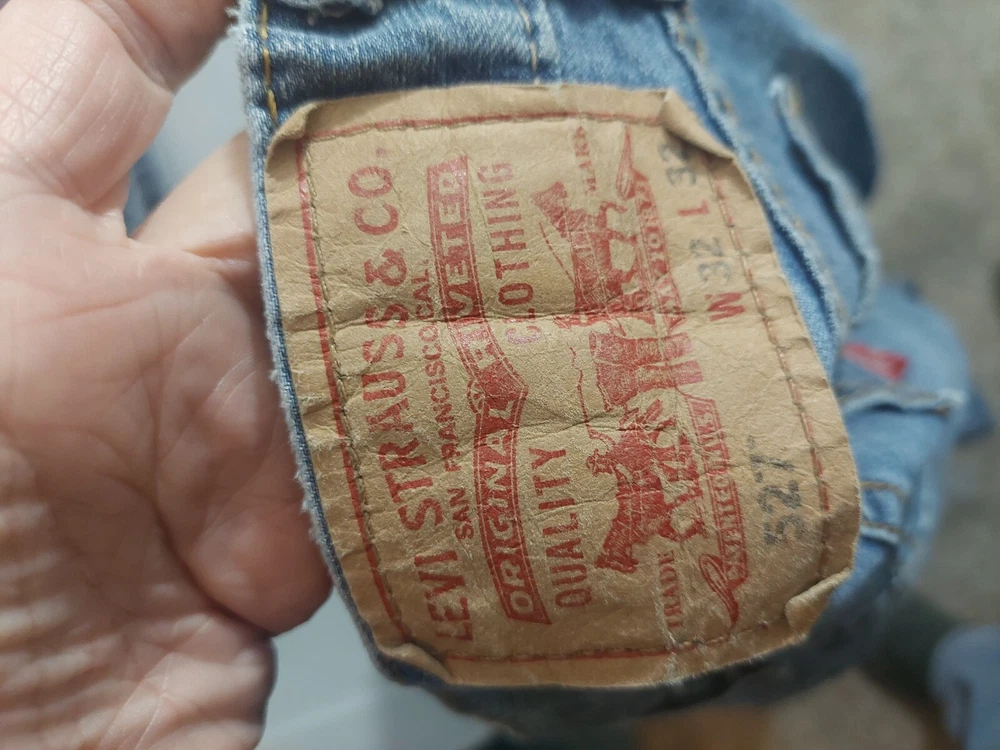 LEVI STRAUSS & CO.
SAN FRANCISCO, CAL.
ORIGINAL RIVETED
QUALITY CLOTHING
TRADE MARK
527 W 32 L 32